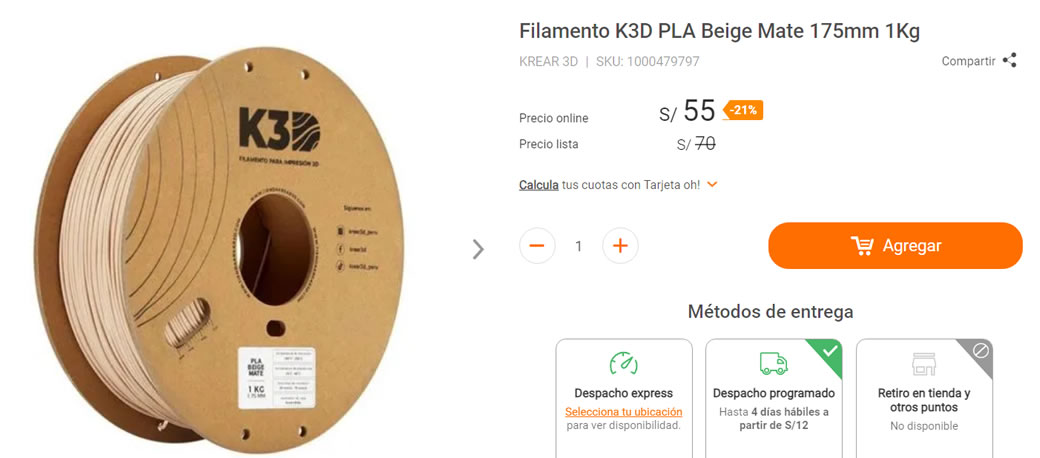 Filamento K3D PLA Beige Mate 175mm 1Kg
KREAR 3D | SKU: 1000479797
Compartir
Precio online
S/ 55
-21%
Precio lista
S/ 70
Calcula tus cuotas con Tarjeta oh!
1
Agregar
Métodos de entrega
Despacho express
Selecciona tu ubicación
para ver disponibilidad.
Despacho programado
Hasta 4 días hábiles a
partir de S/12
Retiro en tienda y
otros puntos
No disponible
K3D
FILAMENTO PARA IMPRESIÓN 3D
Síguenos en:
PLA
BEIGE
MATE
1 KG
1.75 MM